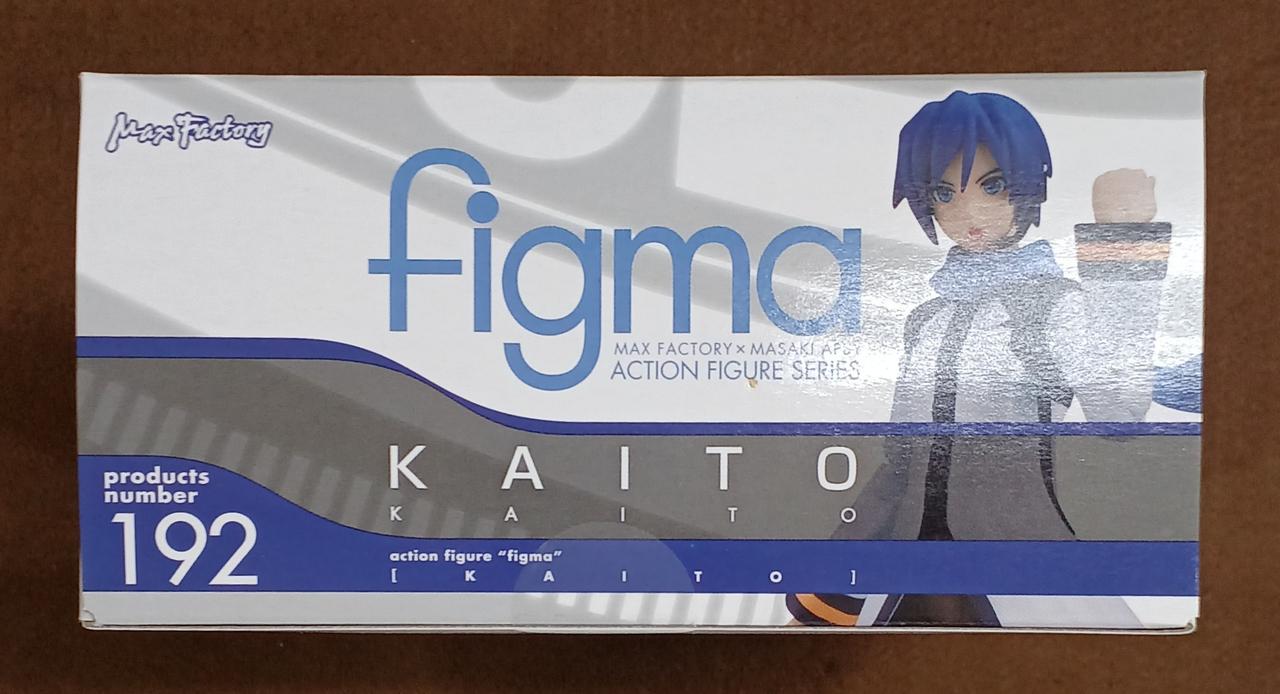 Max Factory
figma
MAX FACTORY × MASAKI APSY
ACTION FIGURE SERIES
KAITO
KAITO
products
number
192
action figure “figma”
[KAITO]